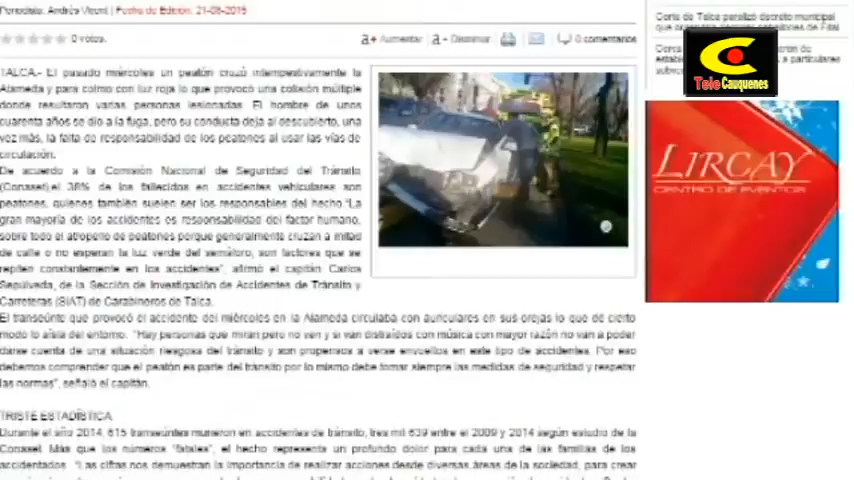 Periodista: Andrés Vecni | Fecha de Edición: 21-08-2015
0 votos.
a+ Aumentar
a- Disminuir
0 comentarios
TALCA.- El pasado miércoles un peatón cruzó intempestivamente la
Alameda y para colmo con luz roja lo que provocó una colisión múltiple
donde resultaron varias personas lesionadas. El hombre de unos
cuarenta años se dio a la fuga, pero su conducta deja al descubierto, una
vez más, la falta de responsabilidad de los peatones al usar las vías de
circulación.
De acuerdo a la Comisión Nacional de Seguridad del Tránsito
(Conaset) el 38% de los fallecidos en accidentes vehiculares son
peatones, quienes también suelen ser los responsables del hecho "La
gran mayoría de los accidentes es responsabilidad del factor humano,
sobre todo el atropello de peatones porque generalmente cruzan a mitad
de calle o no esperan la luz verde del semáforo, son factores que se
repiten constantemente en los accidentes", afirmó el capitán Carlos
Sepúlveda, de la Sección de Investigación de Accidentes de Tránsito y
Carreteras (SIAT) de Carabineros de Talca.
El transeúnte que provocó el accidente del miércoles en la Alameda circulaba con auriculares en sus orejas lo que de cierto
modo lo aísla del entorno. "Hay personas que miran pero no ven y si van distraídos con música con mayor razón no van a poder
darse cuenta de una situación riesgosa del tránsito y son propensos a verse envueltos en este tipo de accidentes. Por eso
debemos comprender que el peatón es parte del tránsito por lo mismo debe tomar siempre las medidas de seguridad y respetar
las normas", señaló el capitán.
TRISTE ESTADÍSTICA
Durante el año 2014, 615 transeúntes murieron en accidentes de tránsito, tres mil 639 entre el 2009 y 2014 según estudio de la
Conaset. Más que los números "fatales", el hecho representa un profundo dolor para cada una de las familias de los
accidentados. "Las cifras nos demuestran la importancia de realizar acciones desde diversas áreas de la sociedad, para crear
Corte de Talca paralizó decreto municipal
Tele Cauquenes
LIRCAY
CENTRO DE EVENTOS